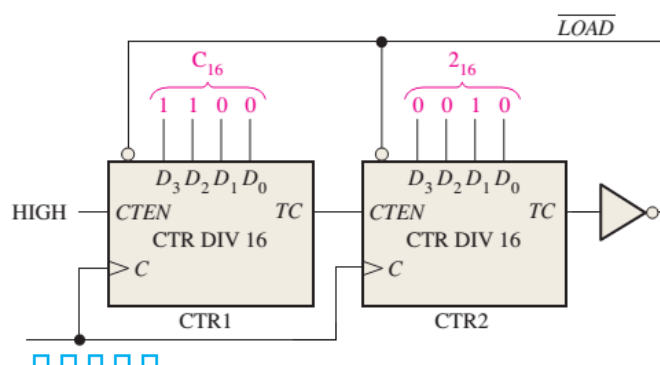 LOAD
C₁₆ 2₁₆
1 1 0 0 0 0 1 0
D₃ D₂ D₁ D₀ D₃ D₂ D₁ D₀
HIGH CTEN TC CTEN TC
CTR DIV 16 CTR DIV 16
C C
CTR1 CTR2